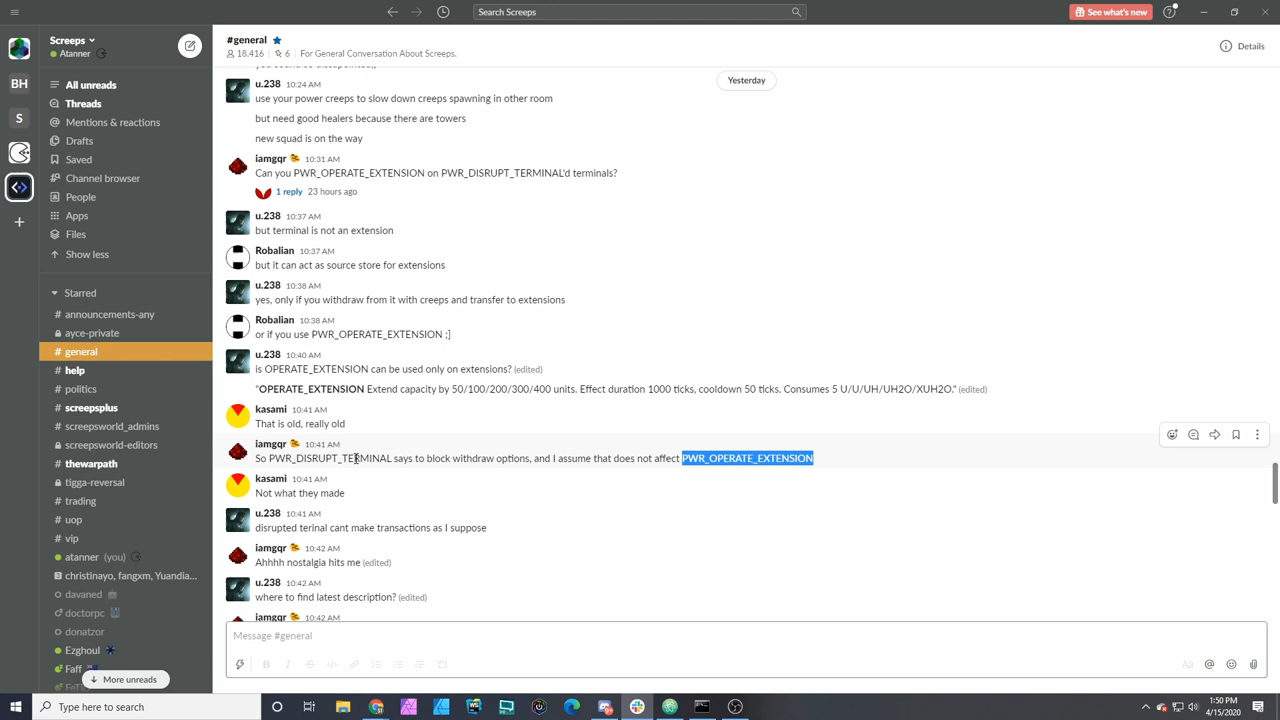 Search Screeps
See what's new
Screeps
Atanner
#general
18,416
6
For General Conversation About Screeps.
Details
All unreads
Threads
Mentions & reactions
Drafts
Saved
Channel browser
People
Apps
Files
Show less
Starred
# announcements-any
ayce-private
# general
# help
# politics
# screepsplus
# screepsworld_admins
screepsworld-editors
# thewarpath
# tigga-reversal
# trading
# uop
# vip
atanner (you)
3 christinayo, fangxm, Yuandia...
davaned
doctorpc
donatzor
Ezghoul
Faff
More unreads
S
Yesterday
u.238 10:24 AM
use your power creeps to slow down creeps spawning in other room
but need good healers because there are towers
new squad is on the way
iamgqr 10:31 AM
Can you PWR_OPERATE_EXTENSION on PWR_DISRUPT_TERMINAL'd terminals?
1 reply 23 hours ago
u.238 10:37 AM
but terminal is not an extension
Robalian 10:37 AM
but it can act as source store for extensions
u.238 10:38 AM
yes, only if you withdraw from it with creeps and transfer to extensions
Robalian 10:38 AM
or if you use PWR_OPERATE_EXTENSION ;]
u.238 10:40 AM
is OPERATE_EXTENSION can be used only on extensions? (edited)
"OPERATE_EXTENSION Extend capacity by 50/100/200/300/400 units. Effect duration 1000 ticks, cooldown 50 ticks. Consumes 5 U/U/UH/UH2O/XUH2O." (edited)
kasami 10:41 AM
That is old, really old
iamgqr 10:41 AM
So PWR_DISRUPT_TERMINAL says to block withdraw options, and I assume that does not affect PWR_OPERATE_EXTENSION
kasami 10:41 AM
Not what they made
u.238 10:41 AM
disrupted terinal cant make transactions as I suppose
iamgqr 10:42 AM
Ahhhh nostalgia hits me (edited)
u.238 10:42 AM
where to find latest description? (edited)
iamgqr 10:42 AM
Message #general
Type here to search
1:50 PM
4/15/2020